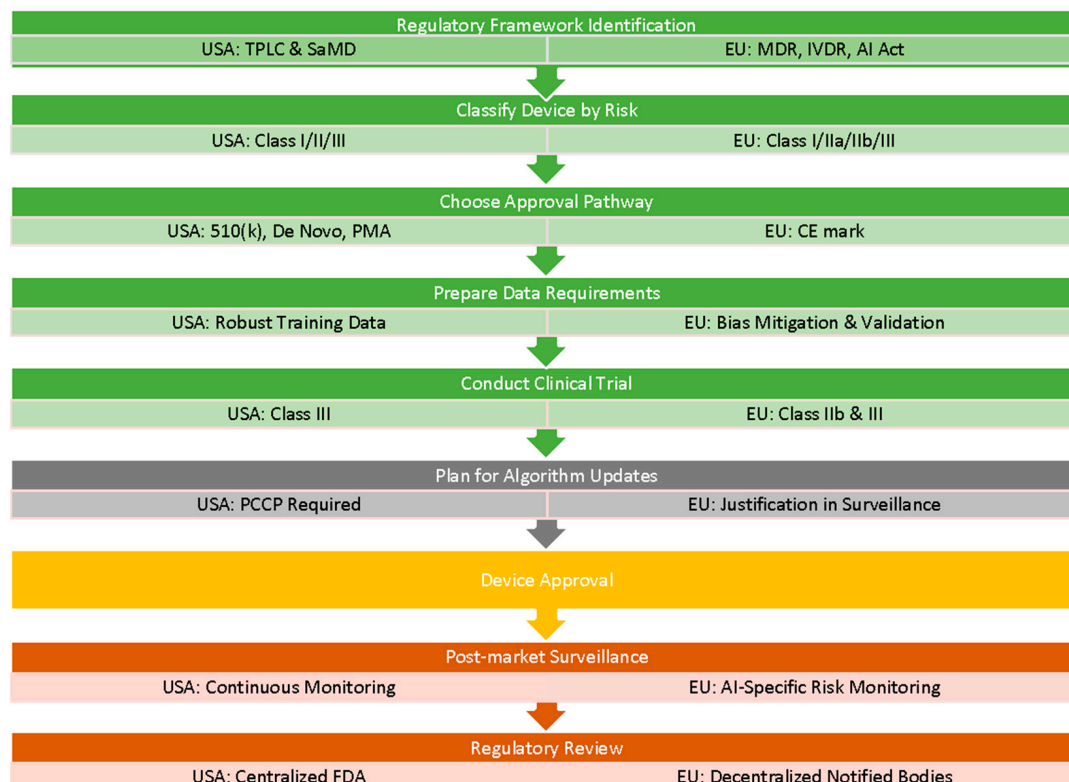 Regulatory Framework Identification
USA: TPLC & SaMD
EU: MDR, IVDR, AI Act
Classify Device by Risk
USA: Class I/II/III
EU: Class I/IIa/IIb/III
Choose Approval Pathway
USA: 510(k), De Novo, PMA
EU: CE mark
Prepare Data Requirements
USA: Robust Training Data
EU: Bias Mitigation & Validation
Conduct Clinical Trial
USA: Class III
EU: Class IIb & III
Plan for Algorithm Updates
USA: PCCP Required
EU: Justification in Surveillance
Device Approval
Post-market Surveillance
USA: Continuous Monitoring
EU: AI-Specific Risk Monitoring
Regulatory Review
USA: Centralized FDA
EU: Decentralized Notified Bodies